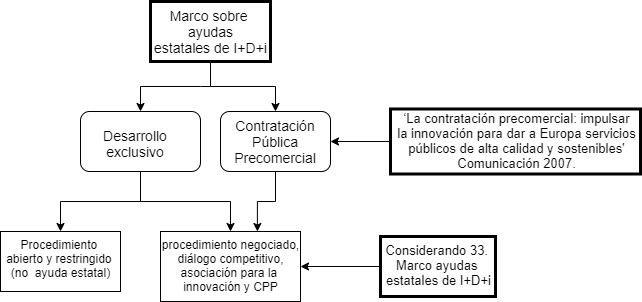 Marco sobre
ayudas
estatales de I+D+i
Desarrollo
exclusivo
Contratación
Pública
Precomercial
‘La contratación precomercial: impulsar
la innovación para dar a Europa servicios
públicos de alta calidad y sostenibles'
Comunicación 2007.
Procedimiento
abierto y restringido
(no ayuda estatal)
procedimiento negociado,
diálogo competitivo,
asociación para la
innovación y CPP
Considerando 33.
Marco ayudas
estatales de I+D+i